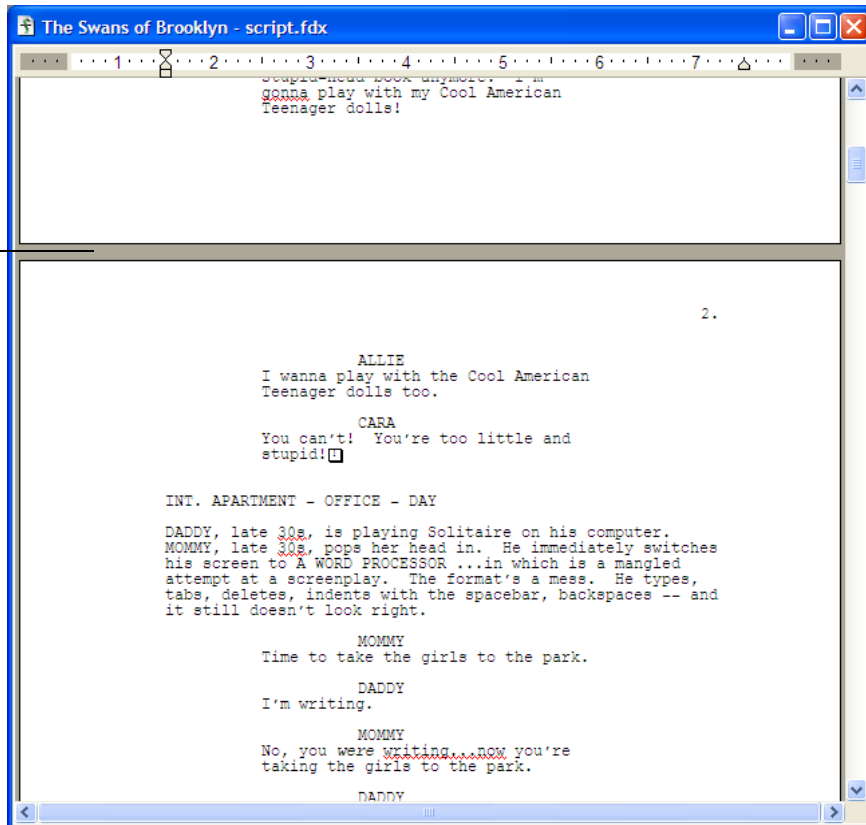 The Swans of Brooklyn - script.fdx
1 2 3 4 5 6 7
stupid-head book anymore.  I'm
gonna play with my Cool American
Teenager dolls!
2.
ALLIE
I wanna play with the Cool American
Teenager dolls too.
CARA
You can't!  You're too little and
stupid!
INT. APARTMENT - OFFICE - DAY
DADDY, late 30s, is playing Solitaire on his computer.
MOMMY, late 30s, pops her head in.  He immediately switches
his screen to A WORD PROCESSOR ...in which is a mangled
attempt at a screenplay.  The format's a mess.  He types,
tabs, deletes, indents with the spacebar, backspaces -- and
it still doesn't look right.
MOMMY
Time to take the girls to the park.
DADDY
I'm writing.
MOMMY
No, you were writing...now you're
taking the girls to the park.
DADDY